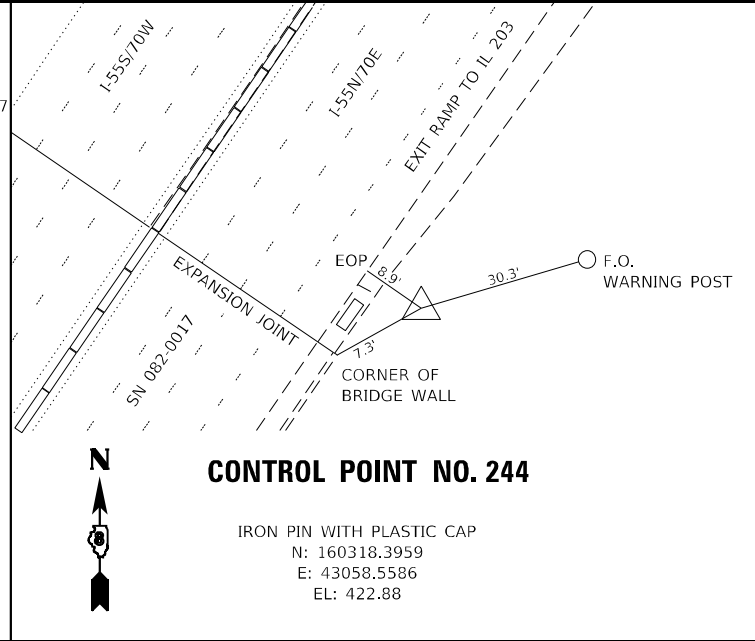 7
I-55S/70W
I-55N/70E
EXIT RAMP TO IL 203
EOP
8.9'
30.3'
F.O.
WARNING POST
EXPANSION JOINT
7.3'
SN 082-0017
CORNER OF
BRIDGE WALL
N
8
CONTROL POINT NO. 244
IRON PIN WITH PLASTIC CAP
N: 160318.3959
E: 43058.5586
EL: 422.88